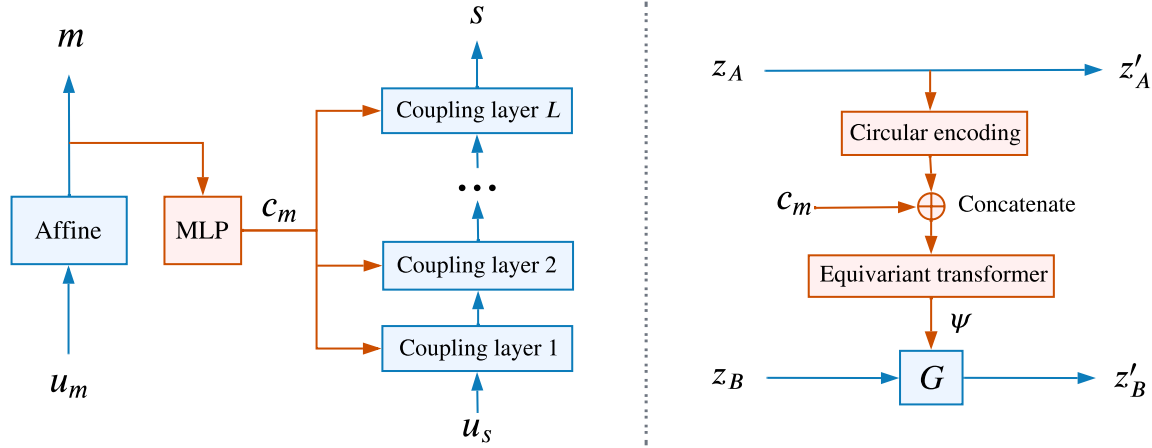 m
s
Coupling layer L
...
Affine
MLP
c_m
Coupling layer 2
Coupling layer 1
u_m
u_s
z_A
z'_A
Circular encoding
c_m
Concatenate
Equivariant transformer
ψ
z_B
G
z'_B